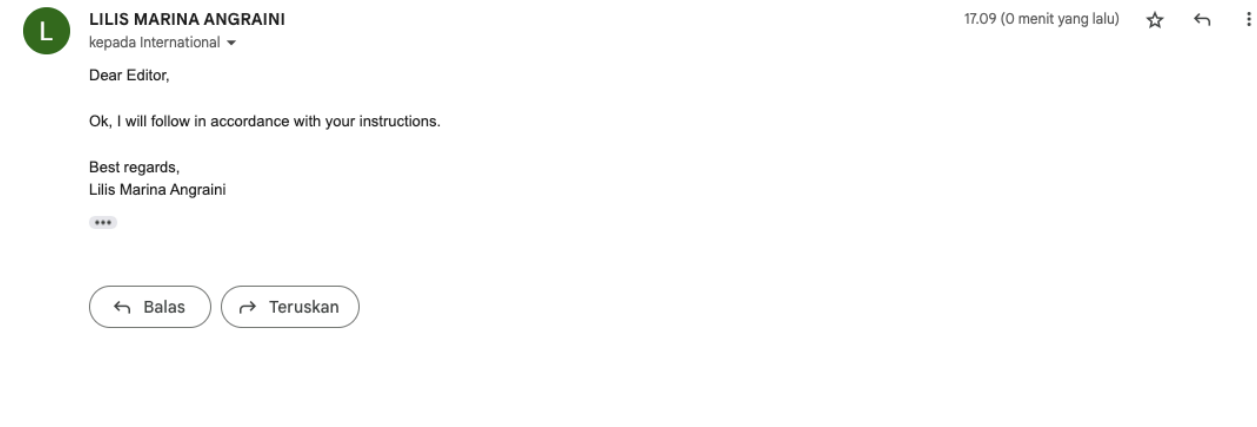 L
LILIS MARINA ANGRAINI
17.09 (0 menit yang lalu)
kepada International
Dear Editor,
Ok, I will follow in accordance with your instructions.
Best regards,
Lilis Marina Angraini
Balas
Teruskan